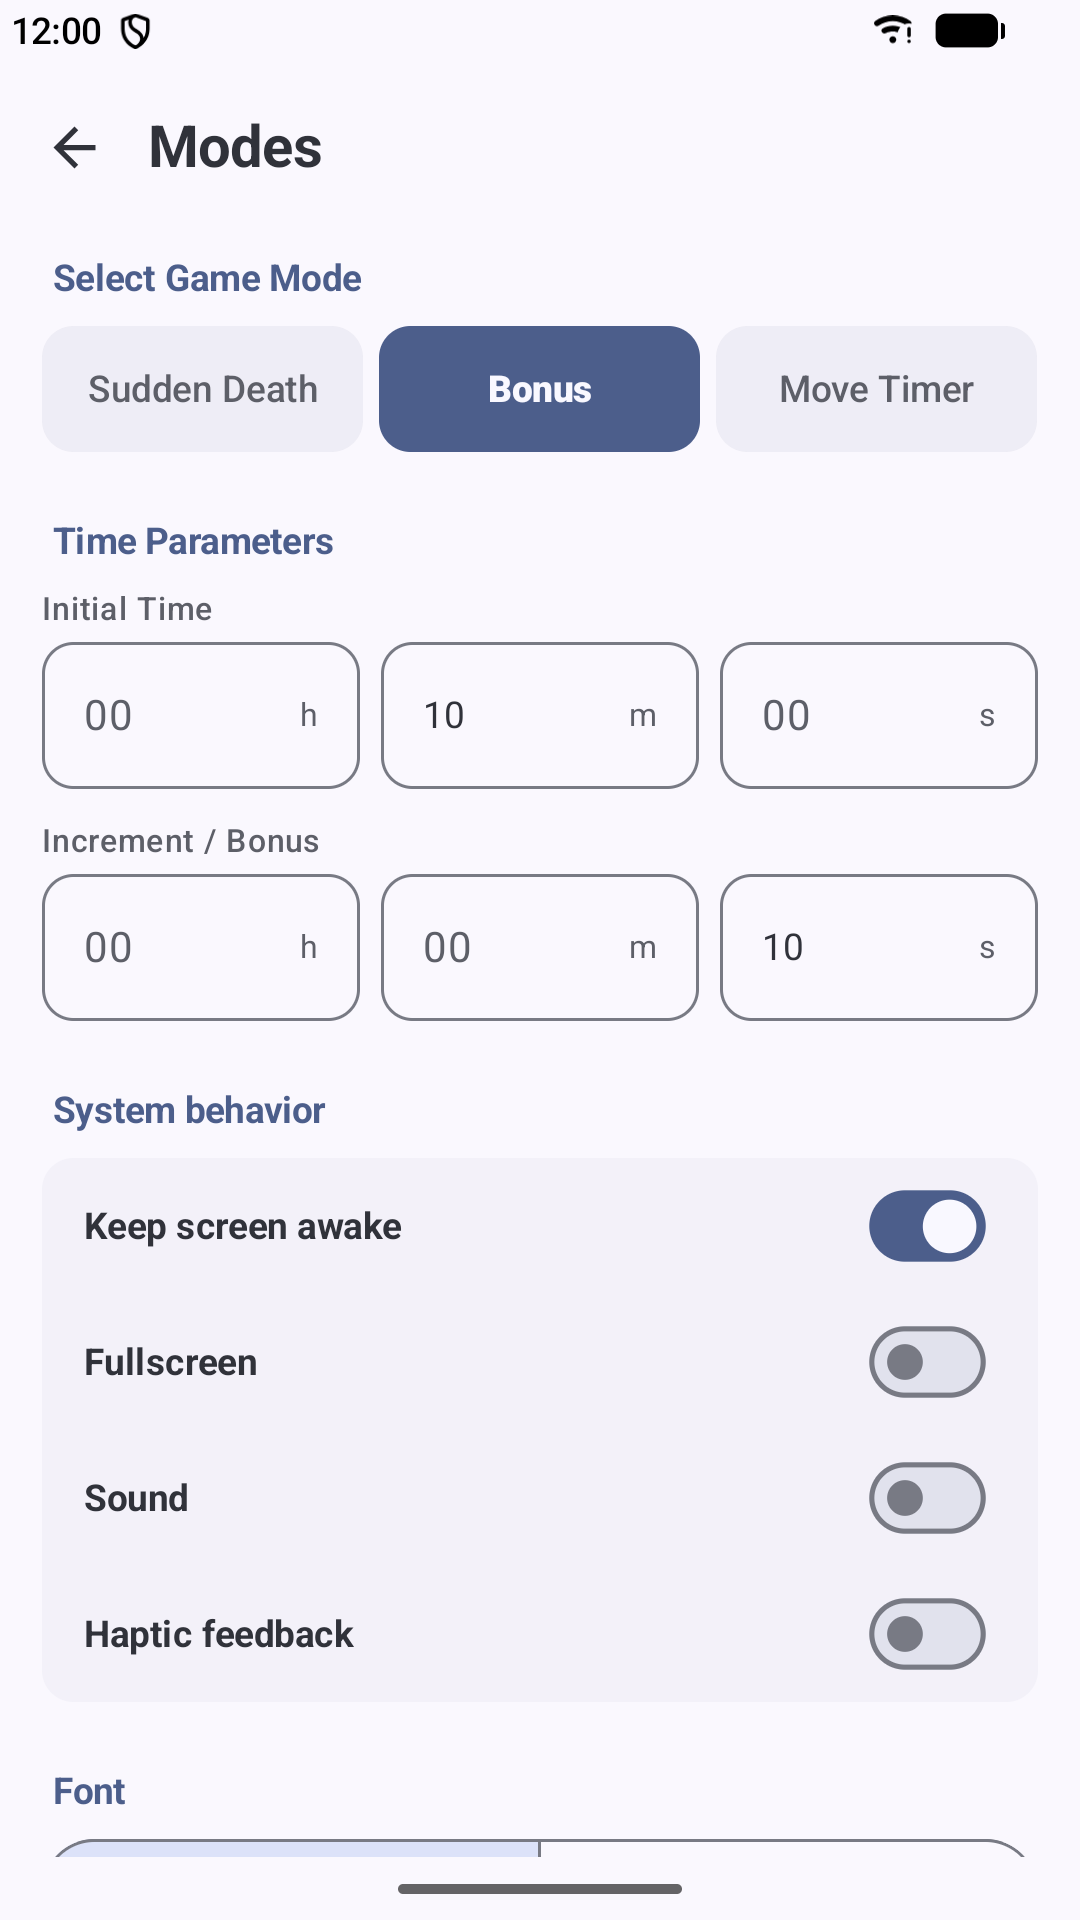 12:00
Modes
Select Game Mode
Sudden Death Bonus Move Timer
Time Parameters
Initial Time
00 h 10 m 00 s
Increment / Bonus
00 h 00 m 10 s
System behavior
Keep screen awake
Fullscreen
Sound
Haptic feedback
Font